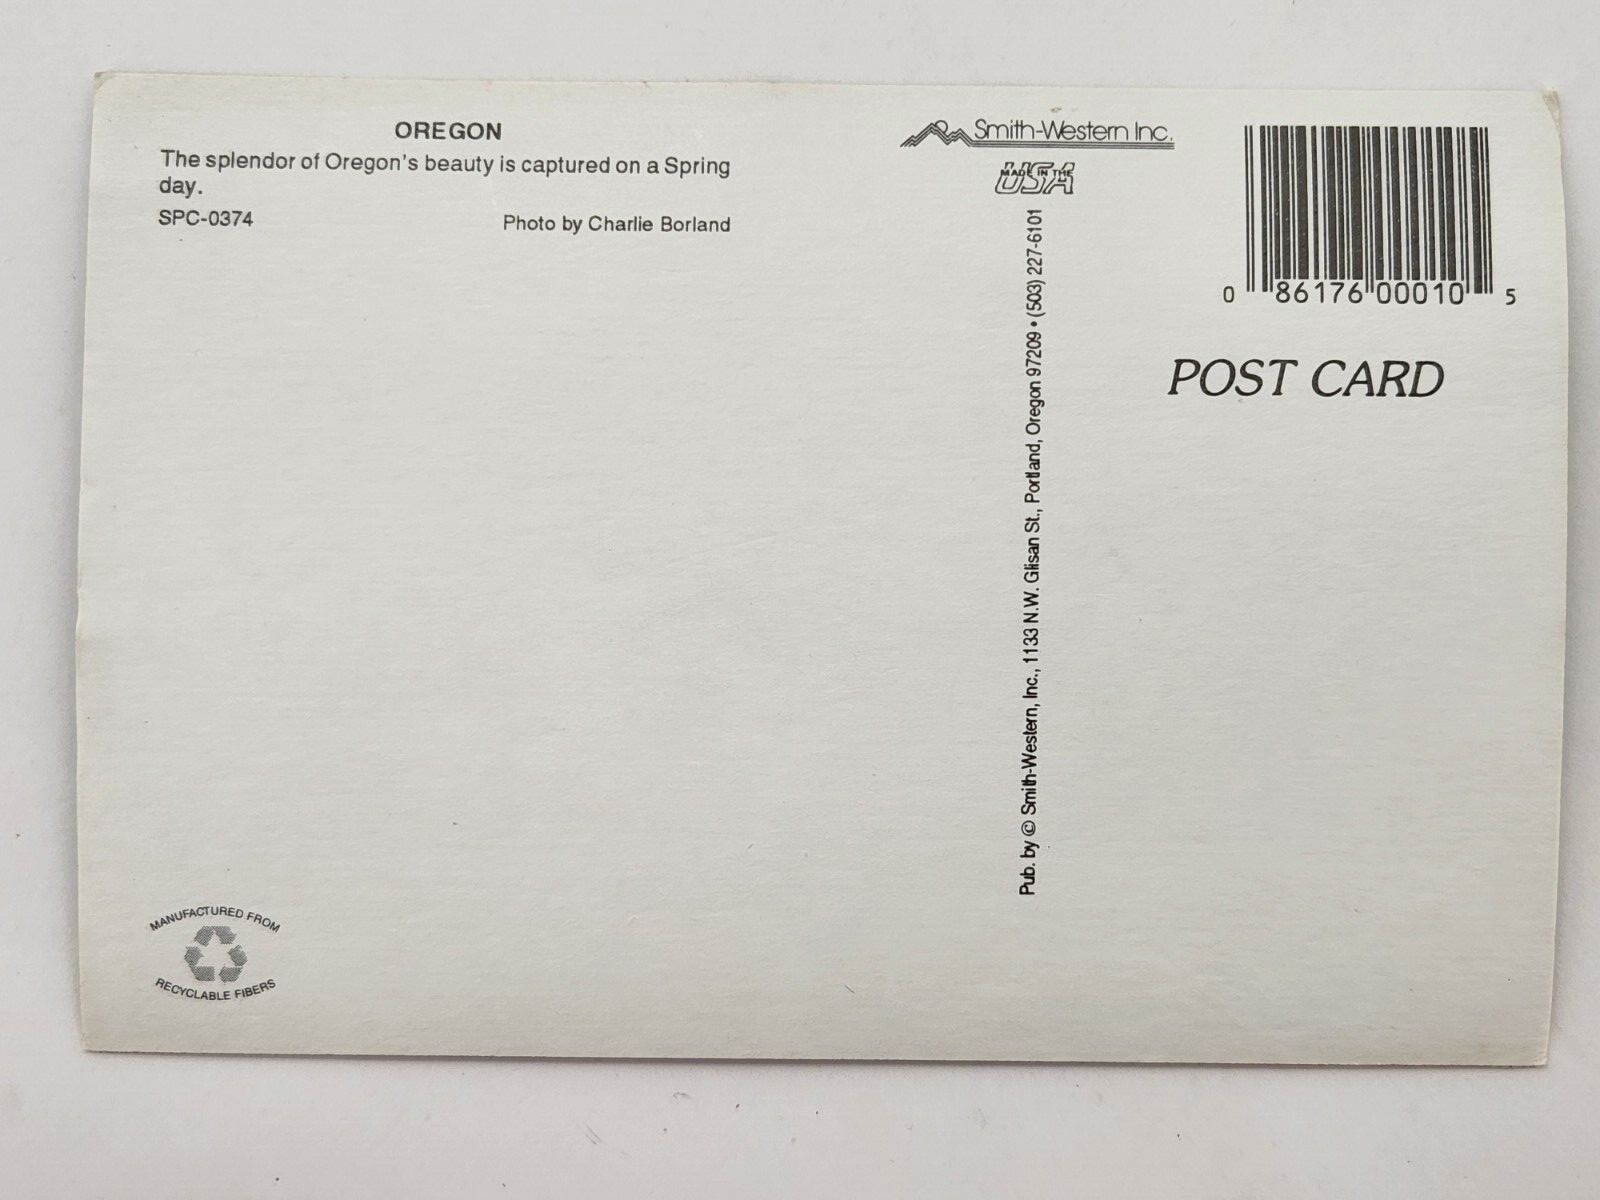 OREGON
The splendor of Oregon's beauty is captured on a Spring
day.
SPC-0374 Photo by Charlie Borland
Smith-Western Inc.
MADE IN THE
USA
Pub. by © Smith-Western, Inc., 1133 N.W. Glisan St., Portland, Oregon 97209 • (503) 227-6101
0 86176 00010 5
POST CARD
MANUFACTURED FROM
RECYCLABLE FIBERS